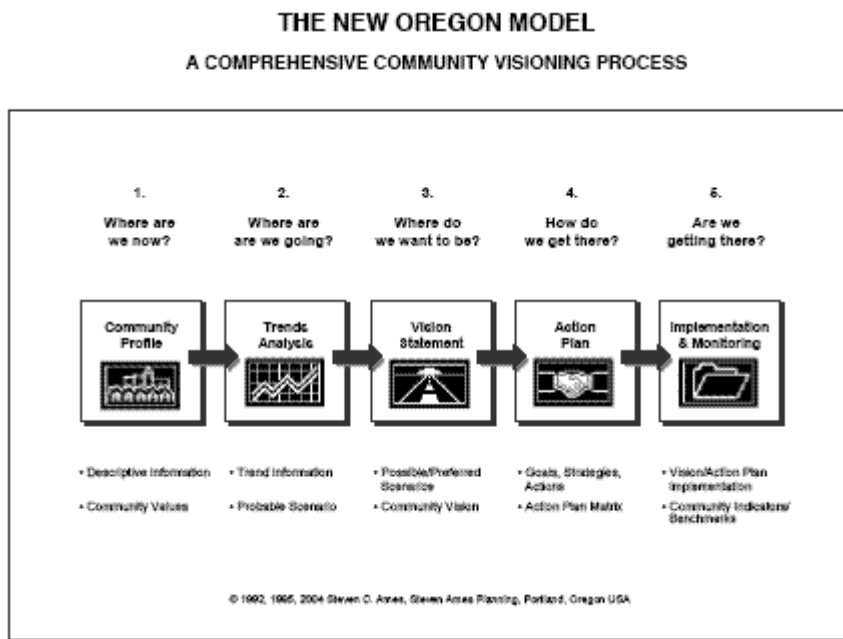 THE NEW OREGON MODEL
A COMPREHENSIVE COMMUNITY VISIONING PROCESS
1.
Where are
we now?
2.
Where are
are we going?
3.
Where do
we want to be?
4.
How do
we get there?
5.
Are we
getting there?
Community
Profile
Trends
Analysis
Vision
Statement
Action
Plan
Implementation
& Monitoring
• Descriptive Information
• Community Values
• Trend Information
• Probable Scenario
• Possible/Preferred
Scenarios
• Community Vision
• Goals, Strategies,
Actions
• Action Plan Matrix
• Vision/Action Plan
Implementation
• Community Indicators/
Benchmarks
© 1992, 1995, 2004 Steven C. Ames, Steven Ames Planning, Portland, Oregon USA